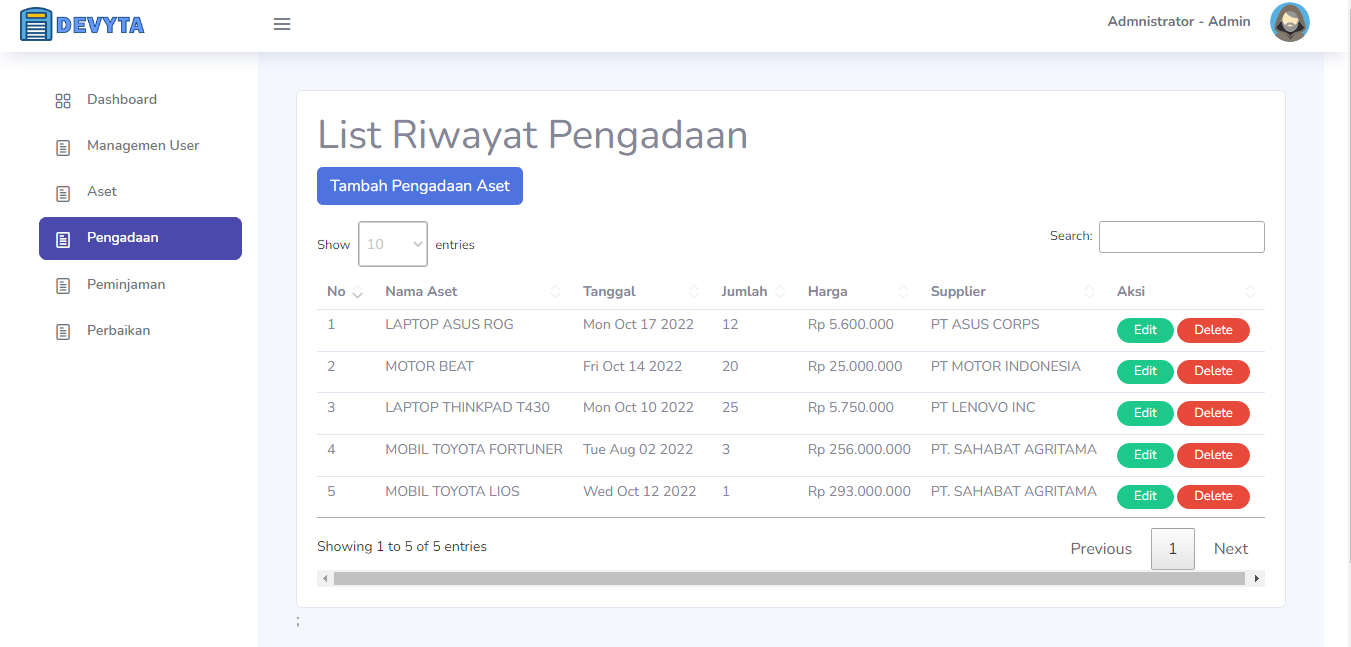 DEVYTA
Admnistrator - Admin
Dashboard
Managemen User
Aset
Pengadaan
Peminjaman
Perbaikan
List Riwayat Pengadaan
Tambah Pengadaan Aset
Show 10 entries
Search:
No Nama Aset Tanggal Jumlah Harga Supplier Aksi
1 LAPTOP ASUS ROG Mon Oct 17 2022 12 Rp 5.600.000 PT ASUS CORPS Edit Delete
2 MOTOR BEAT Fri Oct 14 2022 20 Rp 25.000.000 PT MOTOR INDONESIA Edit Delete
3 LAPTOP THINKPAD T430 Mon Oct 10 2022 25 Rp 5.750.000 PT LENOVO INC Edit Delete
4 MOBIL TOYOTA FORTUNER Tue Aug 02 2022 3 Rp 256.000.000 PT. SAHABAT AGRITAMA Edit Delete
5 MOBIL TOYOTA LIOS Wed Oct 12 2022 1 Rp 293.000.000 PT. SAHABAT AGRITAMA Edit Delete
Showing 1 to 5 of 5 entries
Previous 1 Next
;